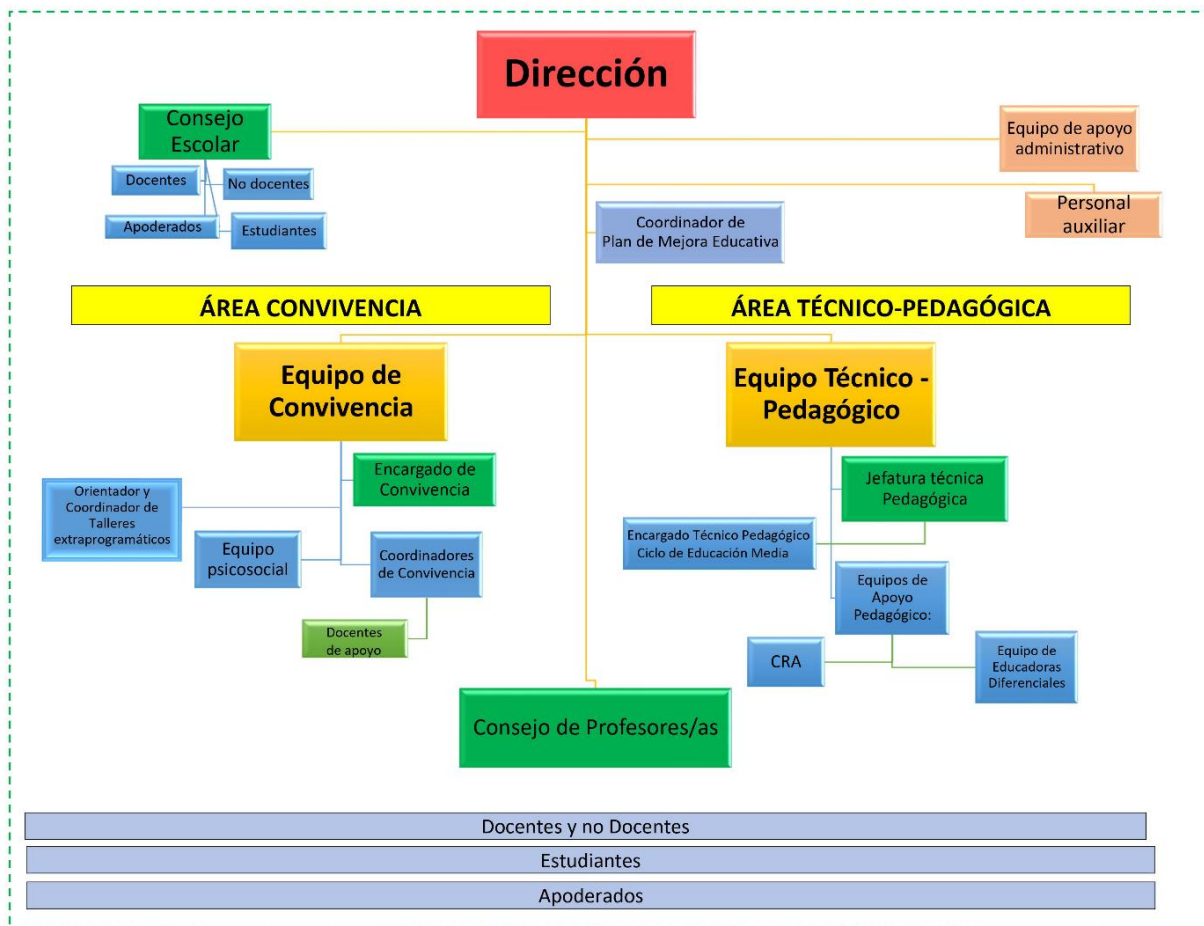 Dirección
Consejo
Escolar
Docentes
No docentes
Apoderados
Estudiantes
Equipo de apoyo
administrativo
Personal
auxiliar
Coordinador de
Plan de Mejora Educativa
ÁREA CONVIVENCIA
ÁREA TÉCNICO-PEDAGÓGICA
Equipo de
Convivencia
Encargado de
Convivencia
Orientador y
Coordinador de
Talleres
extraprogramáticos
Equipo
psicosocial
Coordinadores
de Convivencia
Docentes
de apoyo
Equipo Técnico -
Pedagógico
Jefatura técnica
Pedagógica
Encargado Técnico Pedagógico
Ciclo de Educación Media
Equipos de
Apoyo
Pedagógico:
CRA
Equipo de
Educadoras
Diferenciales
Consejo de Profesores/as
Docentes y no Docentes
Estudiantes
Apoderados